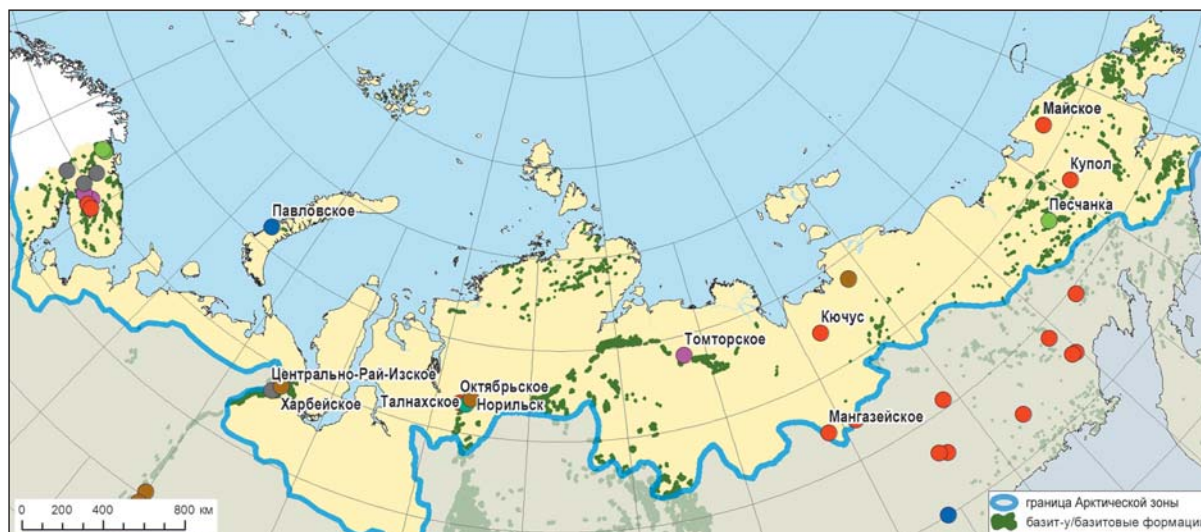 Майское
Купол
Песчанка
Павловское
Кючус
Томторское
Центрально-Рай-Изское
Октябрьское
Харбейское
Талнахское
Норильск
Мангазейское
0 200 400 800 км
граница Арктической зоны
базит-у/базитовые формац